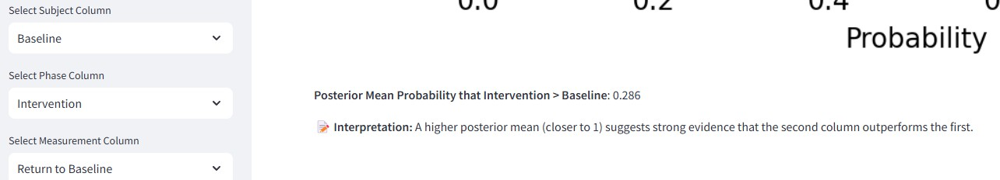 Select Subject Column
Baseline
Select Phase Column
Intervention
Select Measurement Column
Return to Baseline
0.0 0.2 0.4
Probability
Posterior Mean Probability that Intervention > Baseline: 0.286
📝 Interpretation: A higher posterior mean (closer to 1) suggests strong evidence that the second column outperforms the first.